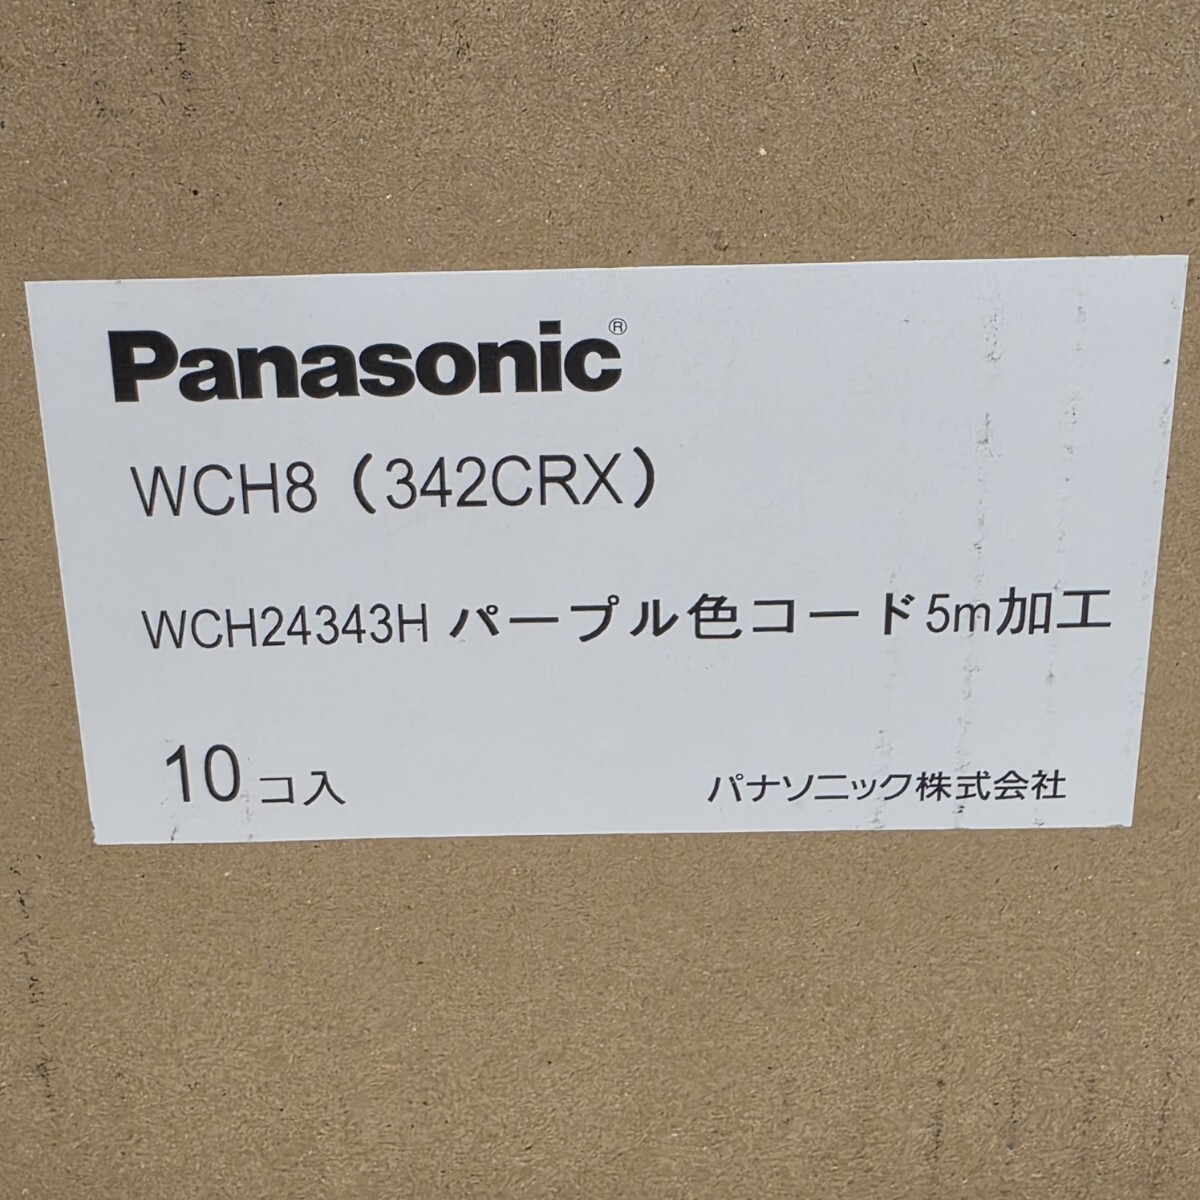 Panasonic®
WCH8（342CRX）
WCH24343H パープル色コード5m加工
10コ入
パナソニック株式会社